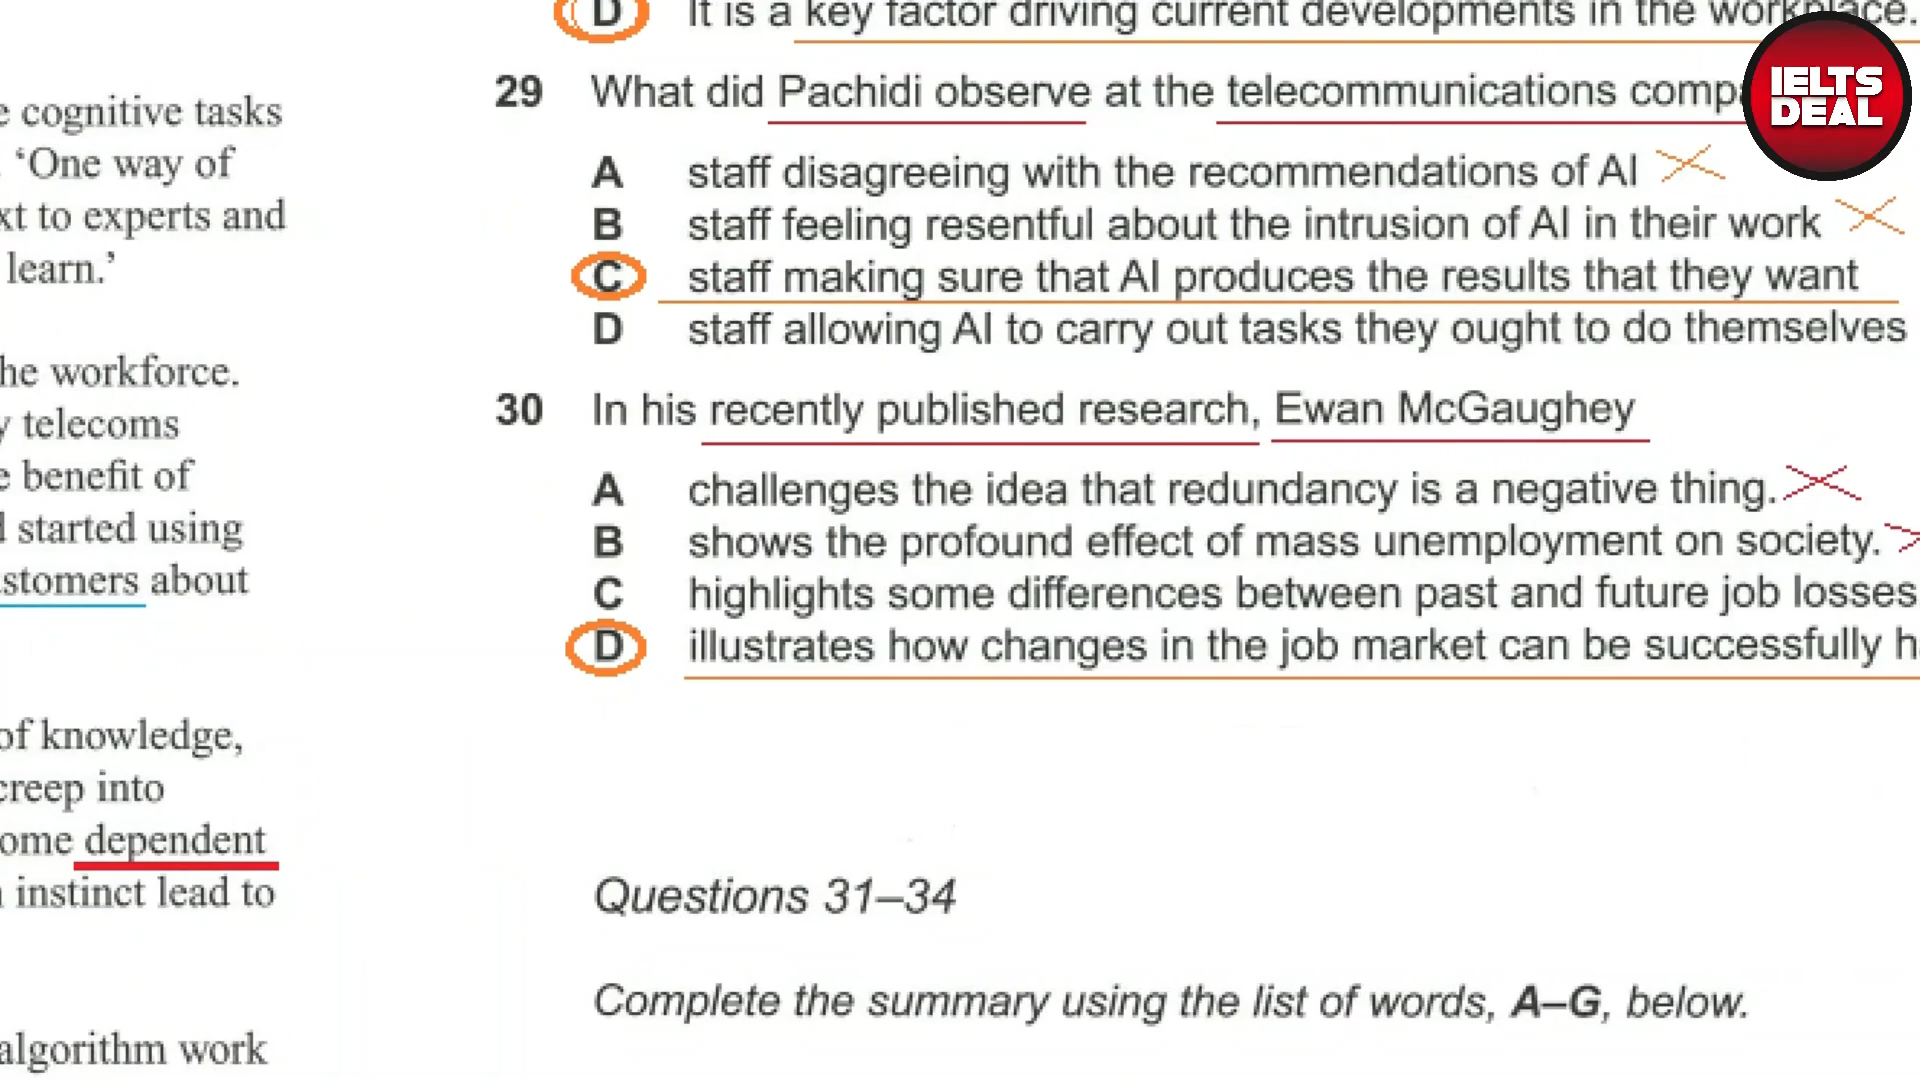 cognitive tasks
'One way of
to experts and
learn.'
workforce.
telecoms
benefit of
started using
about
of knowledge,
creep into
dependent
instinct lead to
algorithm work
D It is a key factor driving current developments in the workplace.
29 What did Pachidi observe at the telecommunications
A staff disagreeing with the recommendations of AI
B staff feeling resentful about the intrusion of AI in their work
C staff making sure that AI produces the results that they want
D staff allowing AI to carry out tasks they ought to do themselves
30 In his recently published research, Ewan McGaughey
A challenges the idea that redundancy is a negative thing.
B shows the profound effect of mass unemployment on society.
C highlights some differences between past and future job losses
D illustrates how changes in the job market can be successfully
Questions 31–34
Complete the summary using the list of words, A–G, below.
IELTS
DEAL